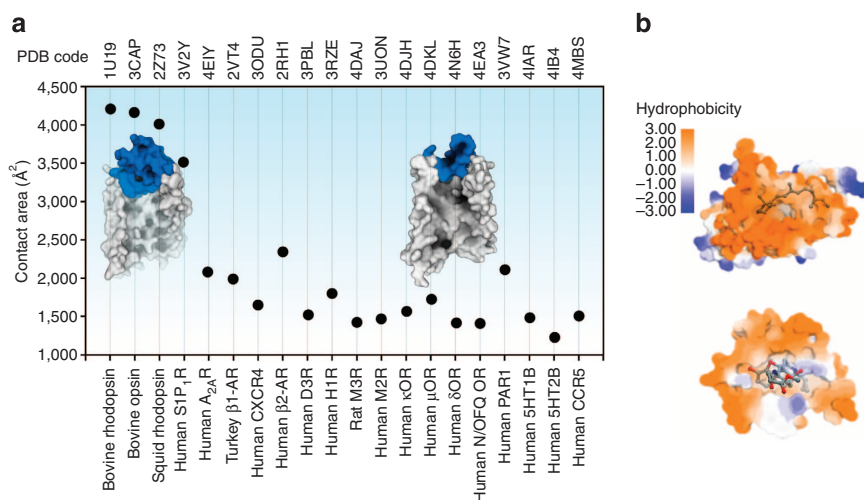 a
PDB code
1U19
3CAP
2Z73
3V2Y
4EIY
2VT4
3ODU
2RH1
3PBL
3RZE
4DAJ
3UON
4DJH
4DKL
4N6H
4EA3
3VW7
4IAR
4IB4
4MBS
Contact area (Å²)
4,500
4,000
3,500
3,000
2,500
2,000
1,500
1,000
Bovine rhodopsin
Bovine opsin
Squid rhodopsin
Human S1P₁R
Human A₂ₐR
Turkey β1-AR
Human CXCR4
Human β2-AR
Human D3R
Human H1R
Rat M3R
Human M2R
Human κOR
Human μOR
Human δOR
Human N/OFQ OR
Human PAR1
Human 5HT1B
Human 5HT2B
Human CCR5
b
Hydrophobicity
3.00
2.00
1.00
−1.00
−2.00
−3.00